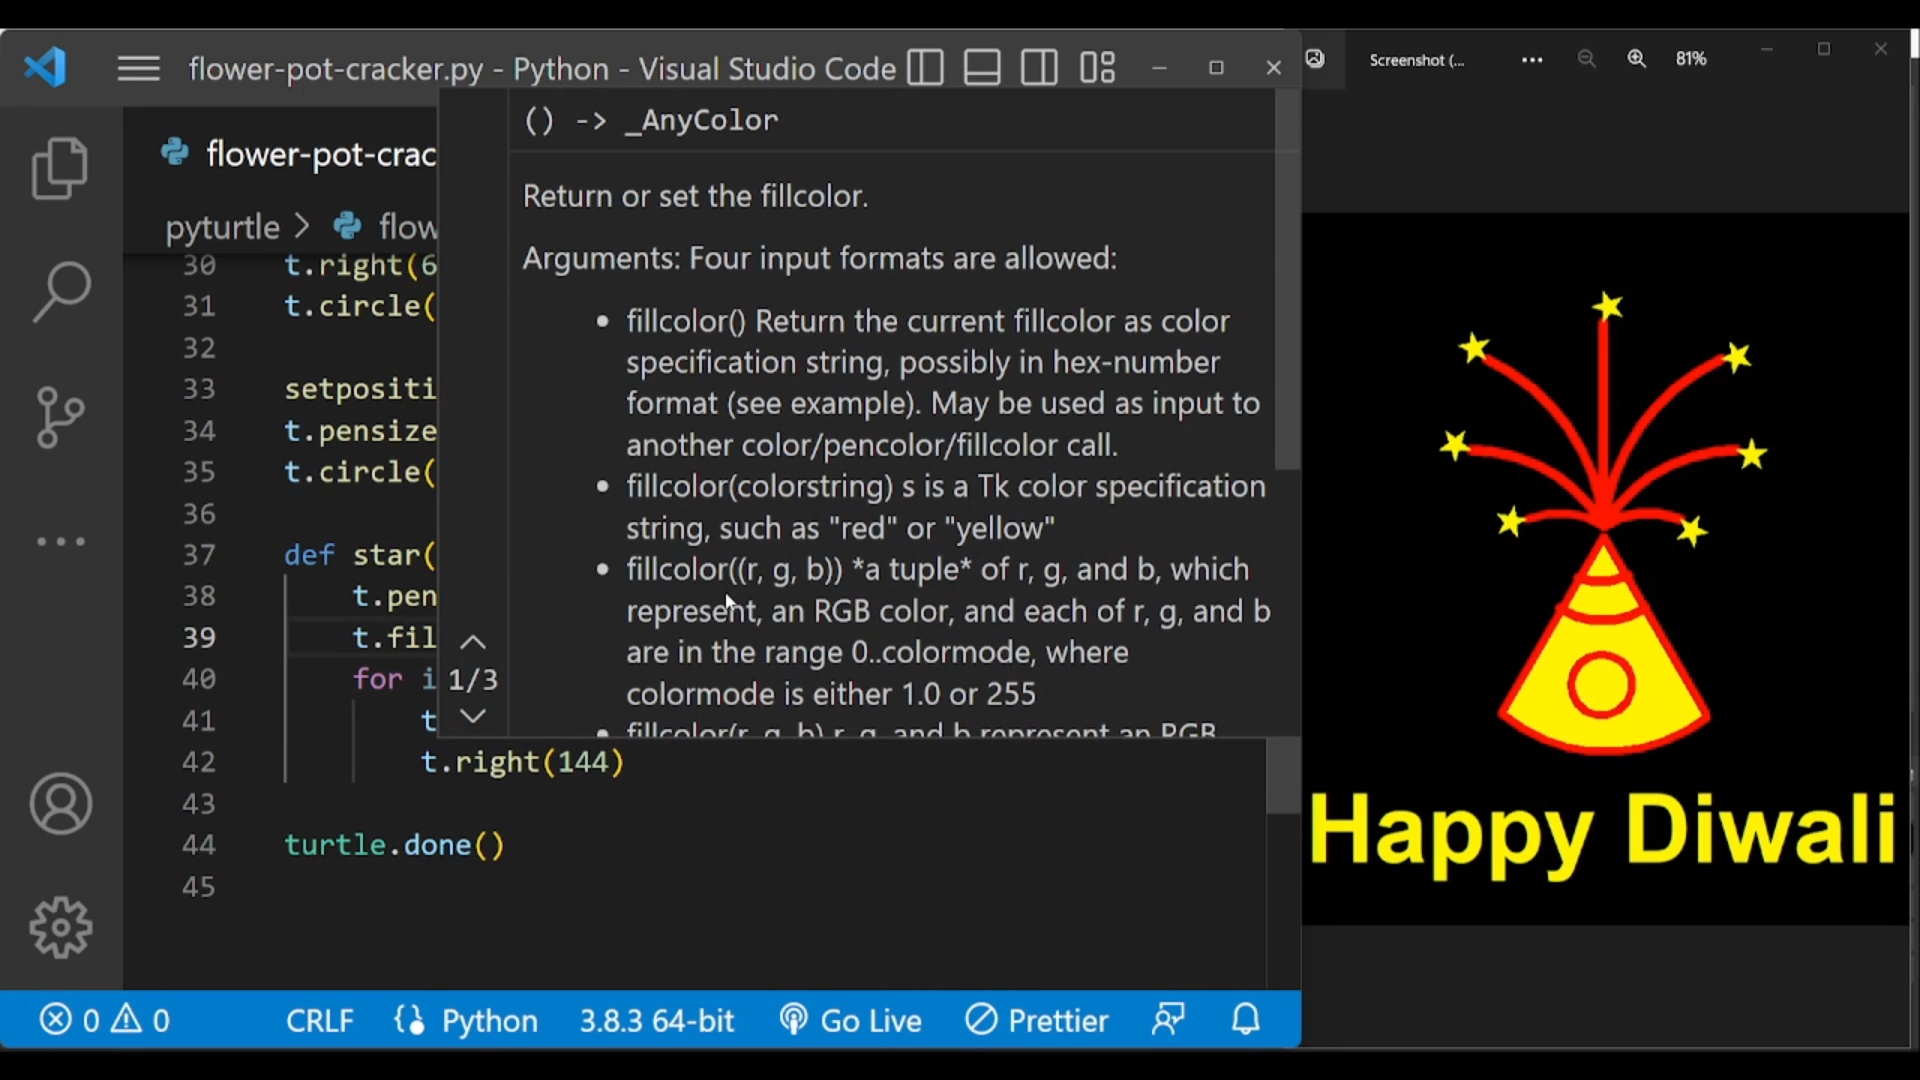 flower-pot-cracker.py - Python - Visual Studio Code
flower-pot-crac
pyturtle > flow
30 t.right(6
31 t.circle(
32
33 setpositi
34 t.pensize
35 t.circle(
36
37 def star(
38 t.pen
39 t.fil
40 for i
41 t
42 t.right(144)
43
44 turtle.done()
45
() -> _AnyColor
Return or set the fillcolor.
Arguments: Four input formats are allowed:
• fillcolor() Return the current fillcolor as color
specification string, possibly in hex-number
format (see example). May be used as input to
another color/pencolor/fillcolor call.
• fillcolor(colorstring) s is a Tk color specification
string, such as "red" or "yellow"
• fillcolor((r, g, b)) *a tuple* of r, g, and b, which
represent, an RGB color, and each of r, g, and b
are in the range 0..colormode, where
colormode is either 1.0 or 255
• fillcolor(r, g, b) r, g, and b represent an RGB
1/3
0 0 CRLF Python 3.8.3 64-bit Go Live Prettier
Screenshot (... ... 81%
Happy Diwali